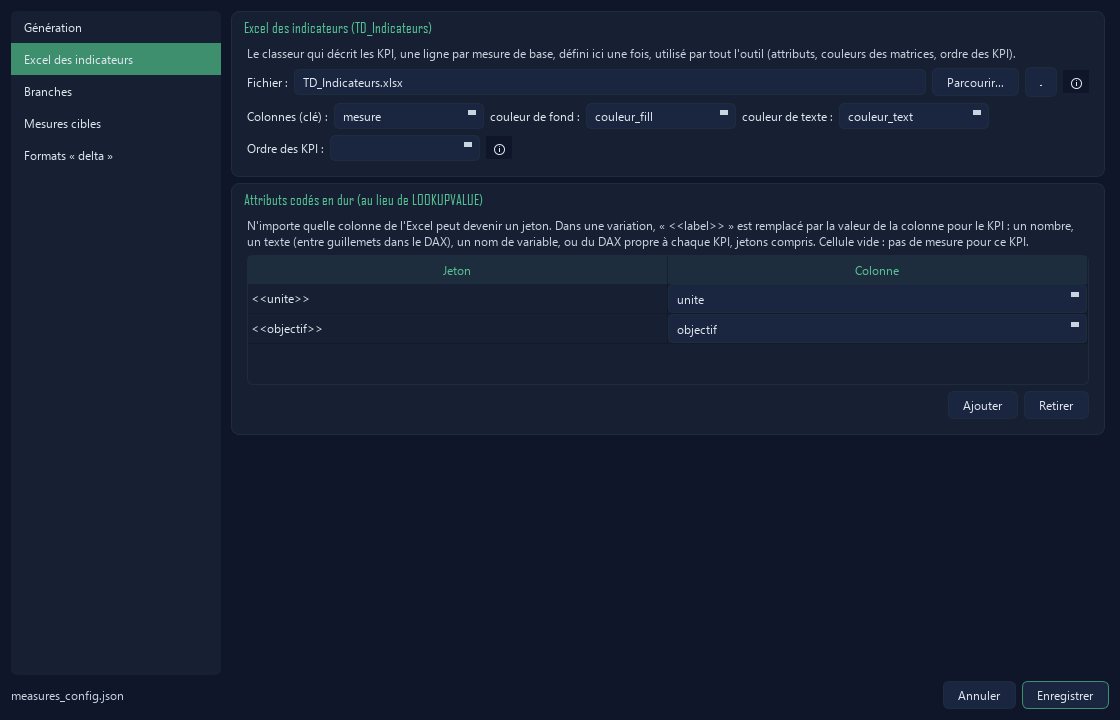 Génération
Excel des indicateurs
Branches
Mesures cibles
Formats « delta »
Excel des indicateurs (TD_Indicateurs)
Le classeur qui décrit les KPI, une ligne par mesure de base, défini ici une fois, utilisé par tout l'outil (attributs, couleurs des matrices, ordre des KPI).
Fichier : TD_Indicateurs.xlsx Parcourir... .
Colonnes (clé) : mesure couleur de fond : couleur_fill couleur de texte : couleur_text
Ordre des KPI :
Attributs codés en dur (au lieu de LOOKUPVALUE)
N'importe quelle colonne de l'Excel peut devenir un jeton. Dans une variation, « <<label>> » est remplacé par la valeur de la colonne pour le KPI : un nombre,
un texte (entre guillemets dans le DAX), un nom de variable, ou du DAX propre à chaque KPI, jetons compris. Cellule vide : pas de mesure pour ce KPI.
Jeton Colonne
<<unite>> unite
<<objectif>> objectif
Ajouter Retirer
measures_config.json Annuler Enregistrer